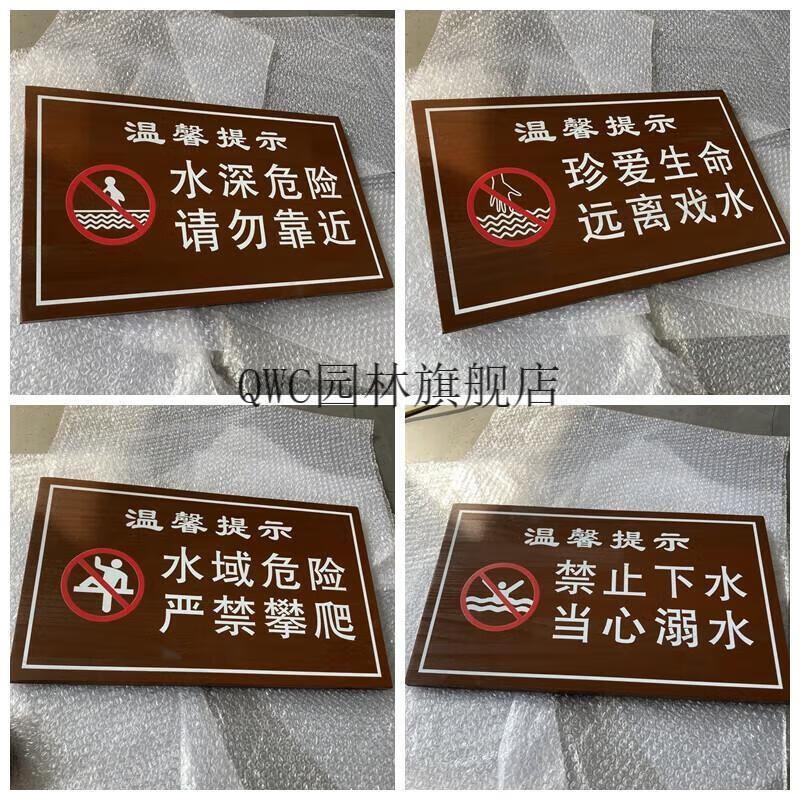 温馨提示
水深危险
请勿靠近
温馨提示
珍爱生命
远离戏水
QWC园林旗舰店
温馨提示
水域危险
严禁攀爬
温馨提示
禁止下水
当心溺水